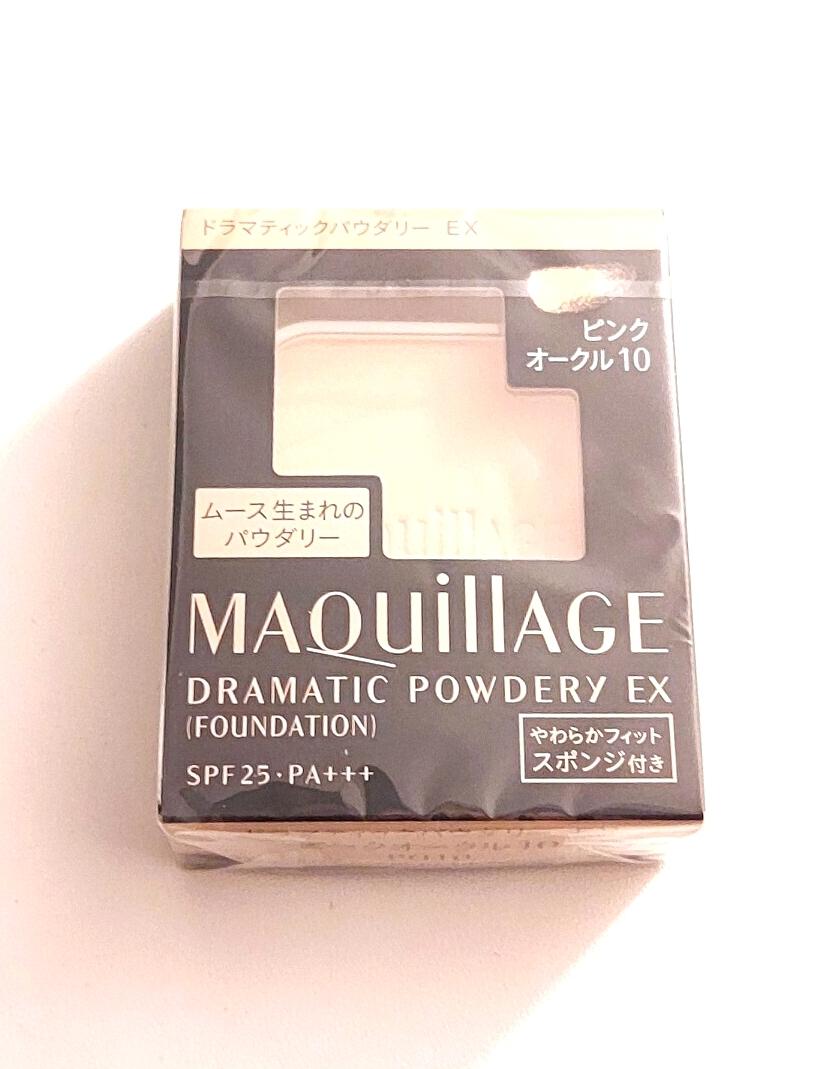 ドラマティックパウダリー EX
ピンク
オークル10
ムース生まれの
パウダリー
MAQuillAGE
DRAMATIC POWDERY EX
(FOUNDATION)
やわらかフィット
スポンジ付き
SPF25・PA+++